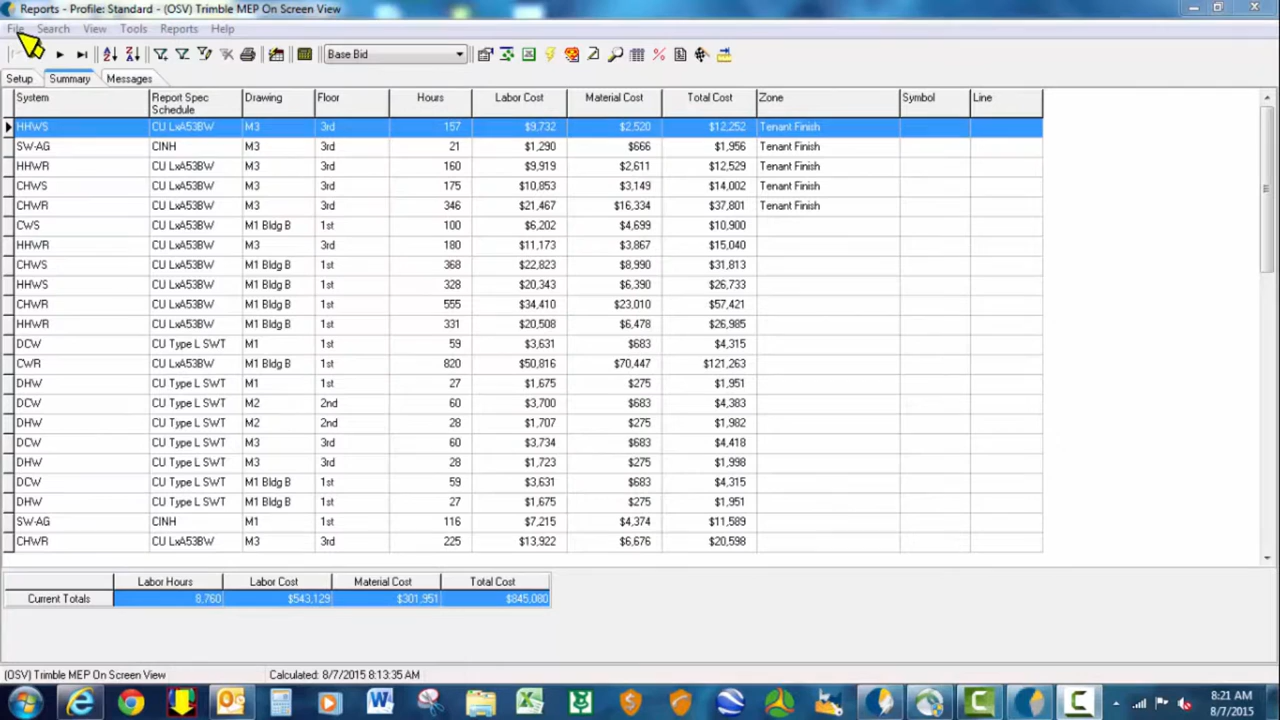 Reports - Profile: Standard - (OSV) Trimble MEP On Screen View
File Search View Tools Reports Help
Base Bid
Setup Summary Messages
System Report Spec Schedule Drawing Floor Hours Labor Cost Material Cost Total Cost Zone Symbol Line
HHWS CU LxA53BW M3 3rd 157 $9,732 $2,520 $12,252 Tenant Finish
SW-AG CINH M3 3rd 21 $1,290 $666 $1,956 Tenant Finish
HHWR CU LxA53BW M3 3rd 160 $9,919 $2,611 $12,529 Tenant Finish
CHWS CU LxA53BW M3 3rd 175 $10,853 $3,149 $14,002 Tenant Finish
CHWR CU LxA53BW M3 3rd 346 $21,467 $16,334 $37,801 Tenant Finish
CWS CU LxA53BW M1 Bldg B 1st 100 $6,202 $4,699 $10,900
HHWR CU LxA53BW M3 3rd 180 $11,173 $3,867 $15,040
CHWS CU LxA53BW M1 Bldg B 1st 368 $22,823 $8,990 $31,813
HHWS CU LxA53BW M1 Bldg B 1st 328 $20,343 $6,390 $26,733
CHWR CU LxA53BW M1 Bldg B 1st 555 $34,410 $23,010 $57,421
HHWR CU LxA53BW M1 Bldg B 1st 331 $20,508 $6,478 $26,985
DCW CU Type L SWT M1 1st 59 $3,631 $683 $4,315
CWR CU LxA53BW M1 Bldg B 1st 820 $50,816 $70,447 $121,263
DHW CU Type L SWT M1 1st 27 $1,675 $275 $1,951
DCW CU Type L SWT M2 2nd 60 $3,700 $683 $4,383
DHW CU Type L SWT M2 2nd 28 $1,707 $275 $1,982
DCW CU Type L SWT M3 3rd 60 $3,734 $683 $4,418
DHW CU Type L SWT M3 3rd 28 $1,723 $275 $1,998
DCW CU Type L SWT M1 Bldg B 1st 59 $3,631 $683 $4,315
DHW CU Type L SWT M1 Bldg B 1st 27 $1,675 $275 $1,951
SW-AG CINH M1 1st 116 $7,215 $4,374 $11,589
CHWR CU LxA53BW M3 3rd 225 $13,922 $6,676 $20,598
Labor Hours Labor Cost Material Cost Total Cost
Current Totals 8,760 $543,129 $301,951 $845,080
(OSV) Trimble MEP On Screen View Calculated: 8/7/2015 8:13:35 AM
8:21 AM
8/7/2015